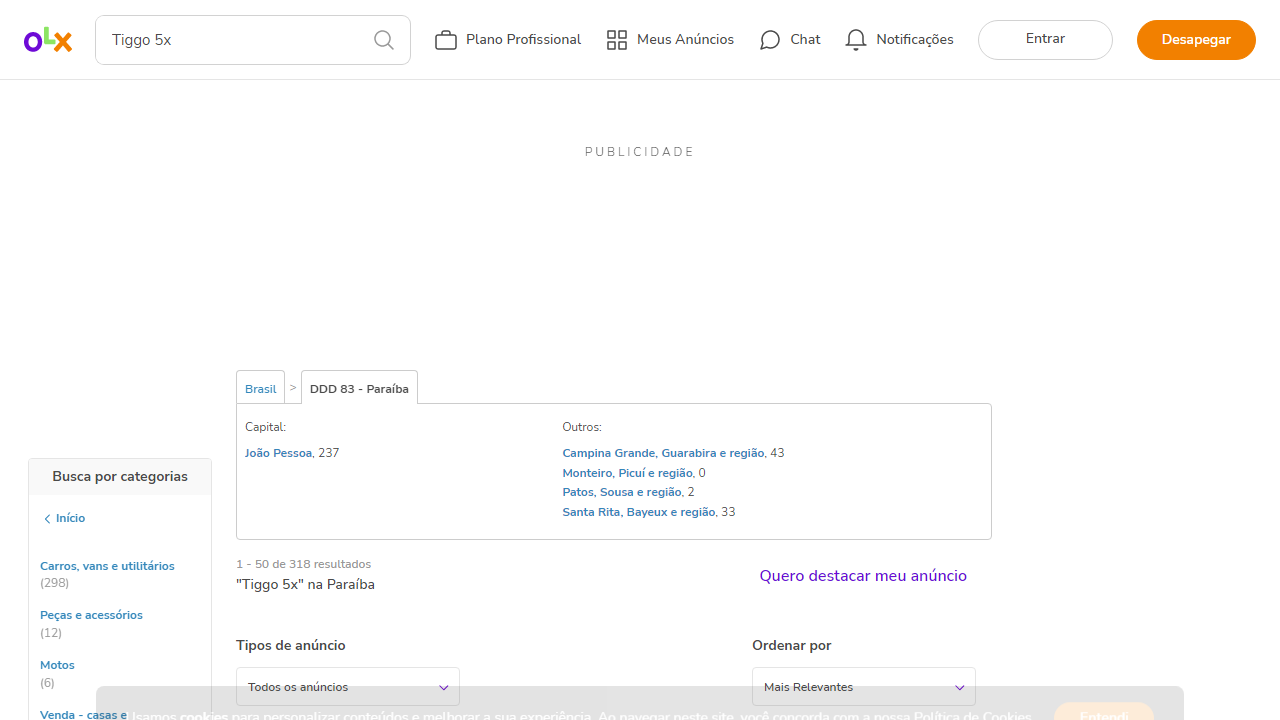 OLX
Tiggo 5x
Plano Profissional
Meus Anúncios
Chat
Notificações
Entrar
Desapegar
PUBLICIDADE
Brasil > DDD 83 - Paraíba
Capital:
João Pessoa, 237
Outros:
Campina Grande, Guarabira e região, 43
Monteiro, Picuí e região, 0
Patos, Sousa e região, 2
Santa Rita, Bayeux e região, 33
Busca por categorias
Início
Carros, vans e utilitários
(298)
Peças e acessórios
(12)
Motos
(6)
Venda - casas e
1 - 50 de 318 resultados
"Tiggo 5x" na Paraíba
Quero destacar meu anúncio
Tipos de anúncio
Todos os anúncios
Ordenar por
Mais Relevantes
Usamos cookies para personalizar conteúdos e melhorar a sua experiência. Ao navegar neste site, você concorda com a nossa Política de Cookies.
Entendi